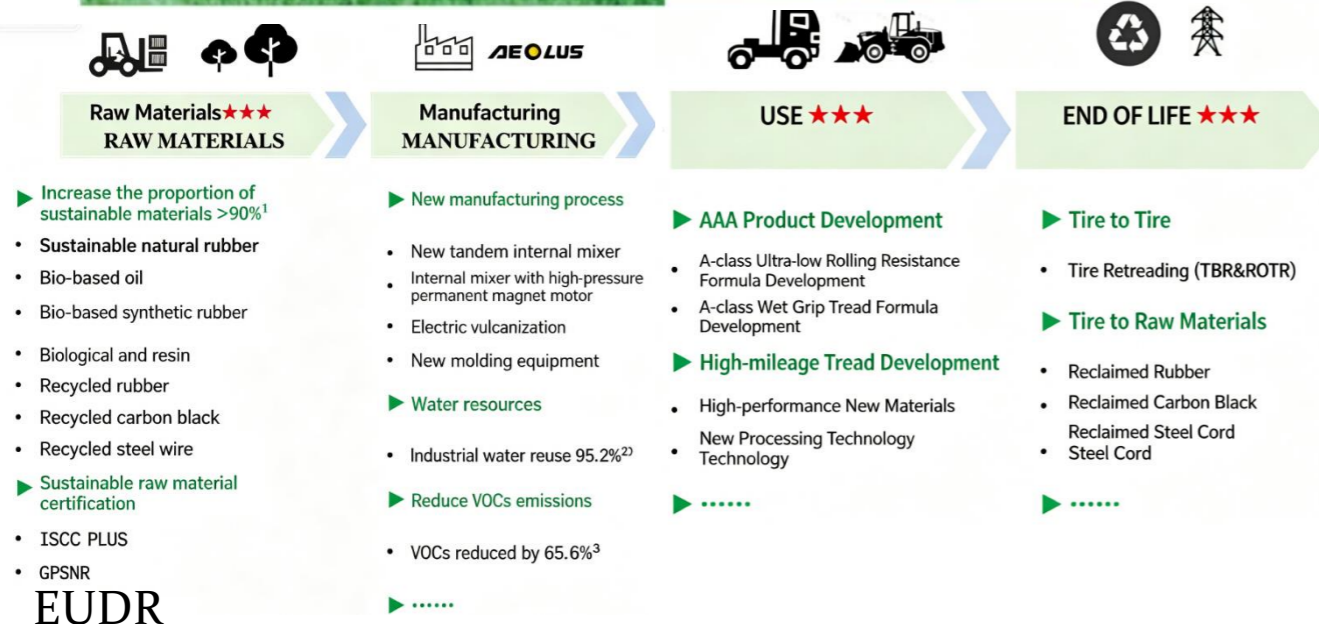 AEOLUS
Raw Materials★★★
RAW MATERIALS
▶ Increase the proportion of
sustainable materials >90%¹
• Sustainable natural rubber
• Bio-based oil
• Bio-based synthetic rubber
• Biological and resin
• Recycled rubber
• Recycled carbon black
• Recycled steel wire
▶ Sustainable raw material
certification
• ISCC PLUS
• GPSNR
EUDR
Manufacturing
MANUFACTURING
▶ New manufacturing process
• New tandem internal mixer
• Internal mixer with high-pressure
permanent magnet motor
• Electric vulcanization
• New molding equipment
▶ Water resources
• Industrial water reuse 95.2%²⁾
▶ Reduce VOCs emissions
• VOCs reduced by 65.6%³
▶ ······
USE ★★★
▶ AAA Product Development
• A-class Ultra-low Rolling Resistance
Formula Development
• A-class Wet Grip Tread Formula
Development
▶ High-mileage Tread Development
• High-performance New Materials
• New Processing Technology
Technology
▶ ······
END OF LIFE ★★★
▶ Tire to Tire
• Tire Retreading (TBR&ROTR)
▶ Tire to Raw Materials
• Reclaimed Rubber
• Reclaimed Carbon Black
• Reclaimed Steel Cord
Steel Cord
▶ ······